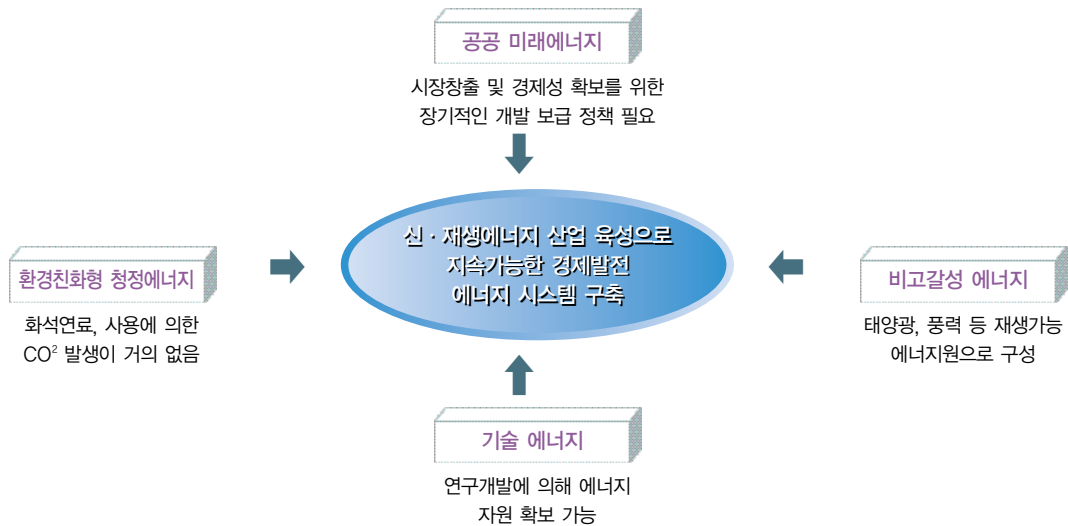 공공 미래에너지
시장창출 및 경제성 확보를 위한
장기적인 개발 보급 정책 필요
신 · 재생에너지 산업 육성으로
지속가능한 경제발전
에너지 시스템 구축
환경친화형 청정에너지
화석연료, 사용에 의한
CO² 발생이 거의 없음
비고갈성 에너지
태양광, 풍력 등 재생가능
에너지원으로 구성
기술 에너지
연구개발에 의해 에너지
자원 확보 가능